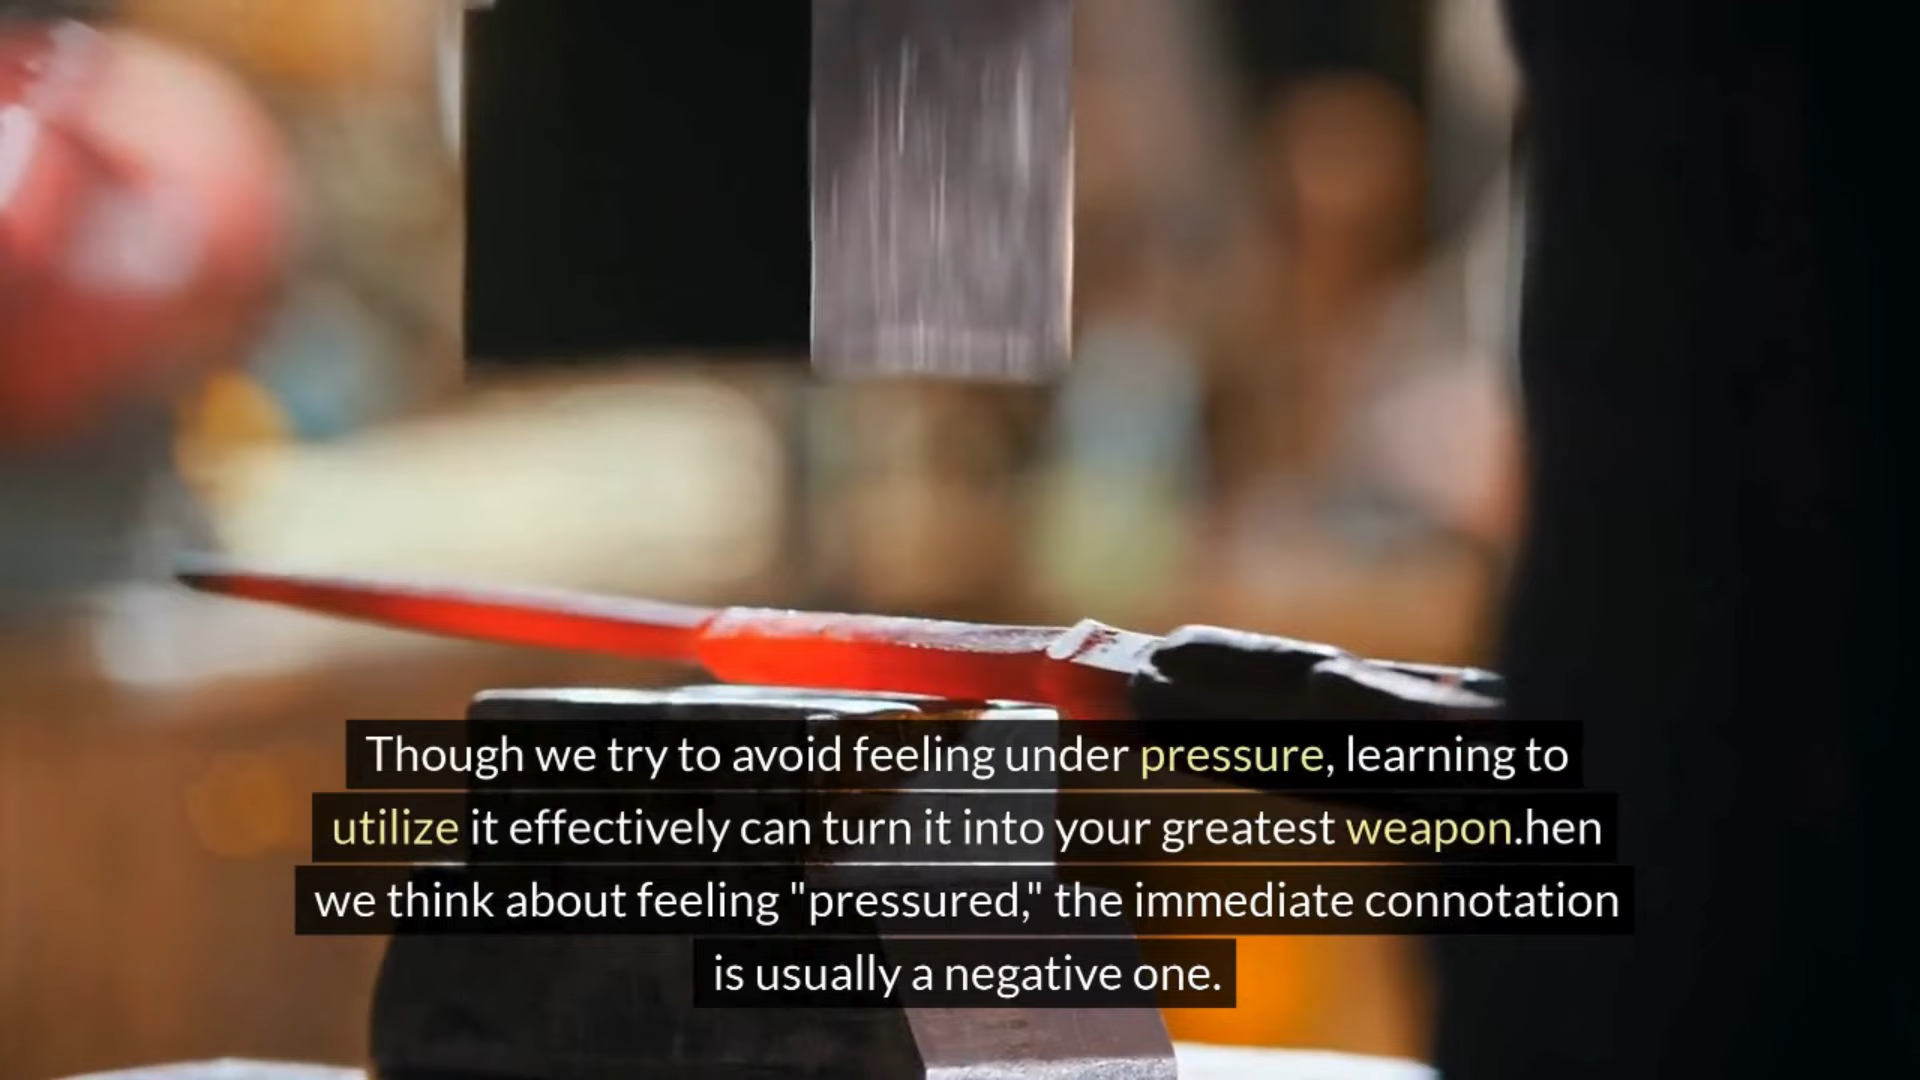 Though we try to avoid feeling under pressure, learning to
utilize it effectively can turn it into your greatest weapon.hen
we think about feeling "pressured," the immediate connotation
is usually a negative one.